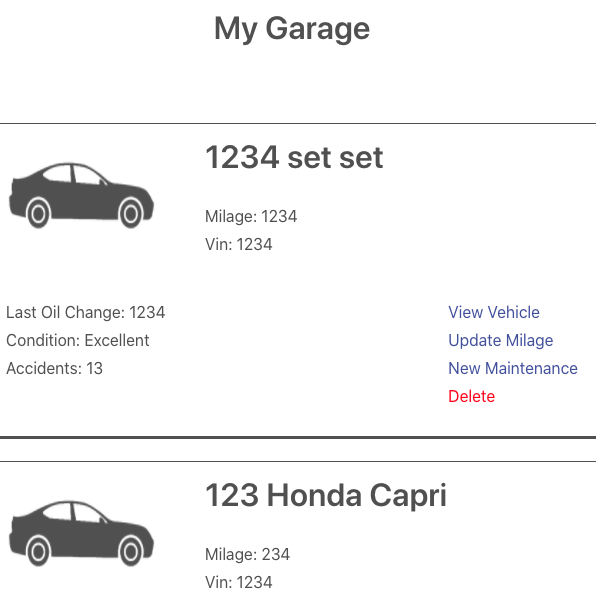 My Garage
1234 set set
Milage: 1234
Vin: 1234
Last Oil Change: 1234
Condition: Excellent
Accidents: 13
View Vehicle
Update Milage
New Maintenance
Delete
123 Honda Capri
Milage: 234
Vin: 1234